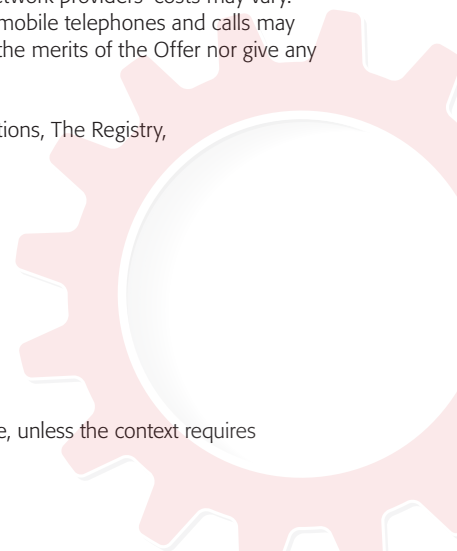 network providers' costs may vary.
mobile telephones and calls may
the merits of the Offer nor give any
tions, The Registry,
e, unless the context requires